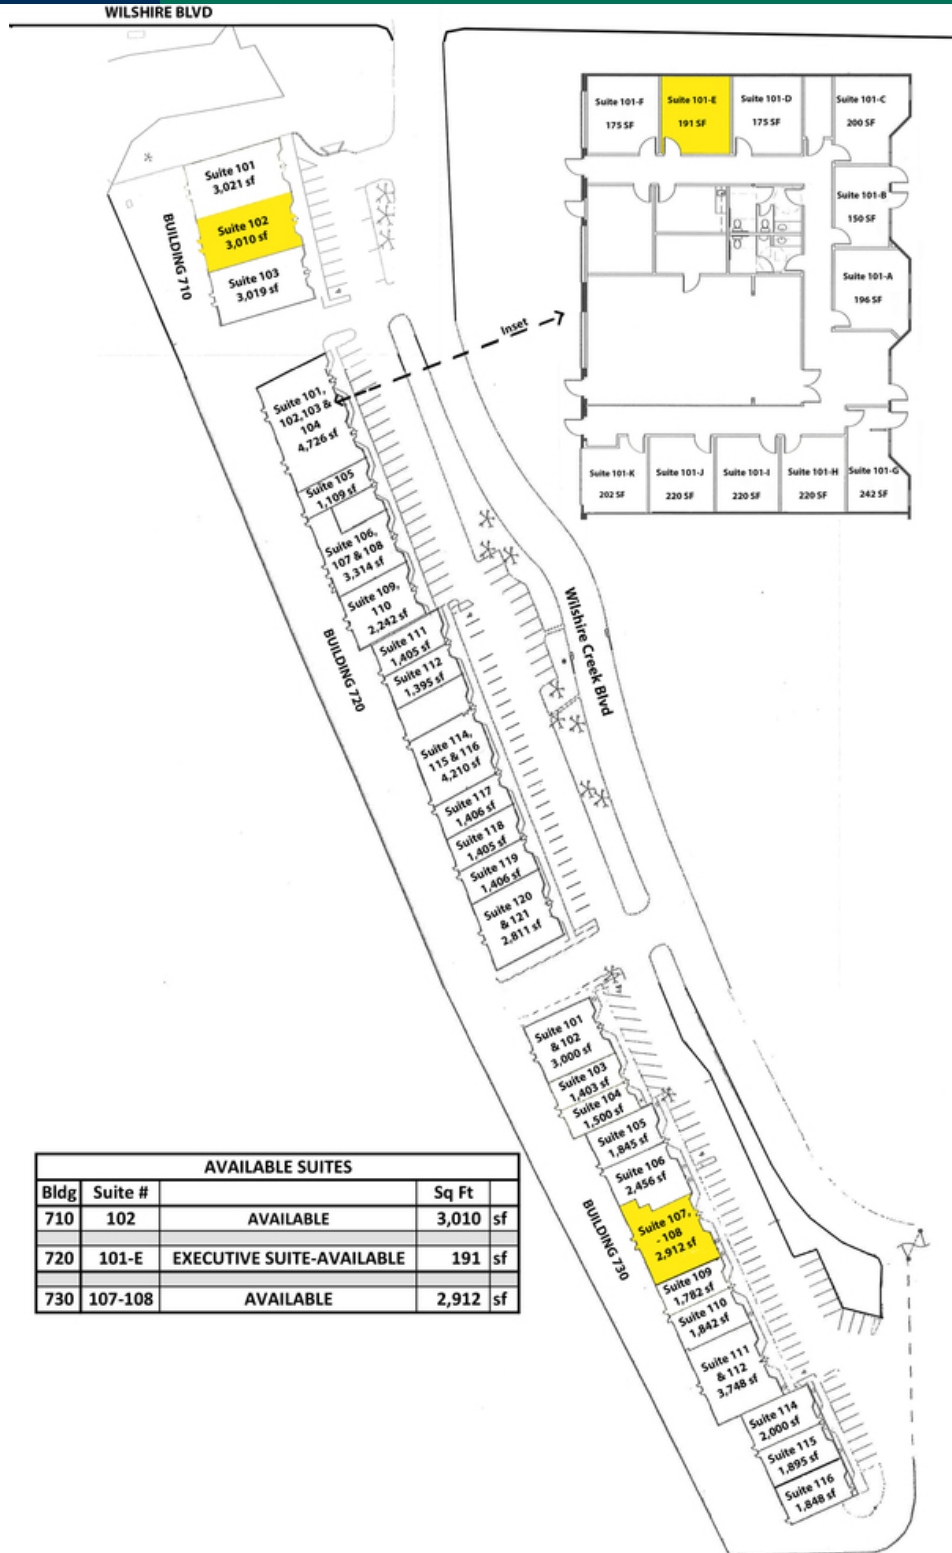 WILSHIRE BLVD
Suite 101-F
175 SF
Suite 101-E
191 SF
Suite 101-D
175 SF
Suite 101-C
200 SF
Suite 101-B
150 SF
Suite 101-A
196 SF
Suite 101-K
202 SF
Suite 101-J
220 SF
Suite 101-I
220 SF
Suite 101-H
220 SF
Suite 101-G
242 SF
Inset
BUILDING 710
Suite 101
3,021 sf
Suite 102
3,010 sf
Suite 103
3,019 sf
Suite 101,
102,103 &
104
4,726 sf
Suite 105
1,109 sf
Suite 106,
107 & 108
3,314 sf
Suite 109,
110
2,242 sf
BUILDING 720
Suite 111
1,405 sf
Suite 112
1,395 sf
Suite 114,
115 & 116
4,210 sf
Suite 117
1,406 sf
Suite 118
1,405 sf
Suite 119
1,406 sf
Suite 120
& 121
2,811 sf
Wilshire Creek Blvd
Suite 101
& 102
3,000 sf
Suite 103
1,403 sf
Suite 104
1,500 sf
Suite 105
1,845 sf
Suite 106
2,456 sf
BUILDING 730
Suite 107,
- 108
2,912 sf
Suite 109
1,782 sf
Suite 110
1,842 sf
Suite 111
& 112
3,748 sf
Suite 114
2,000 sf
Suite 115
1,895 sf
Suite 116
1,848 sf
AVAILABLE SUITES
Bldg Suite # Sq Ft
710 102 AVAILABLE 3,010 sf
720 101-E EXECUTIVE SUITE-AVAILABLE 191 sf
730 107-108 AVAILABLE 2,912 sf